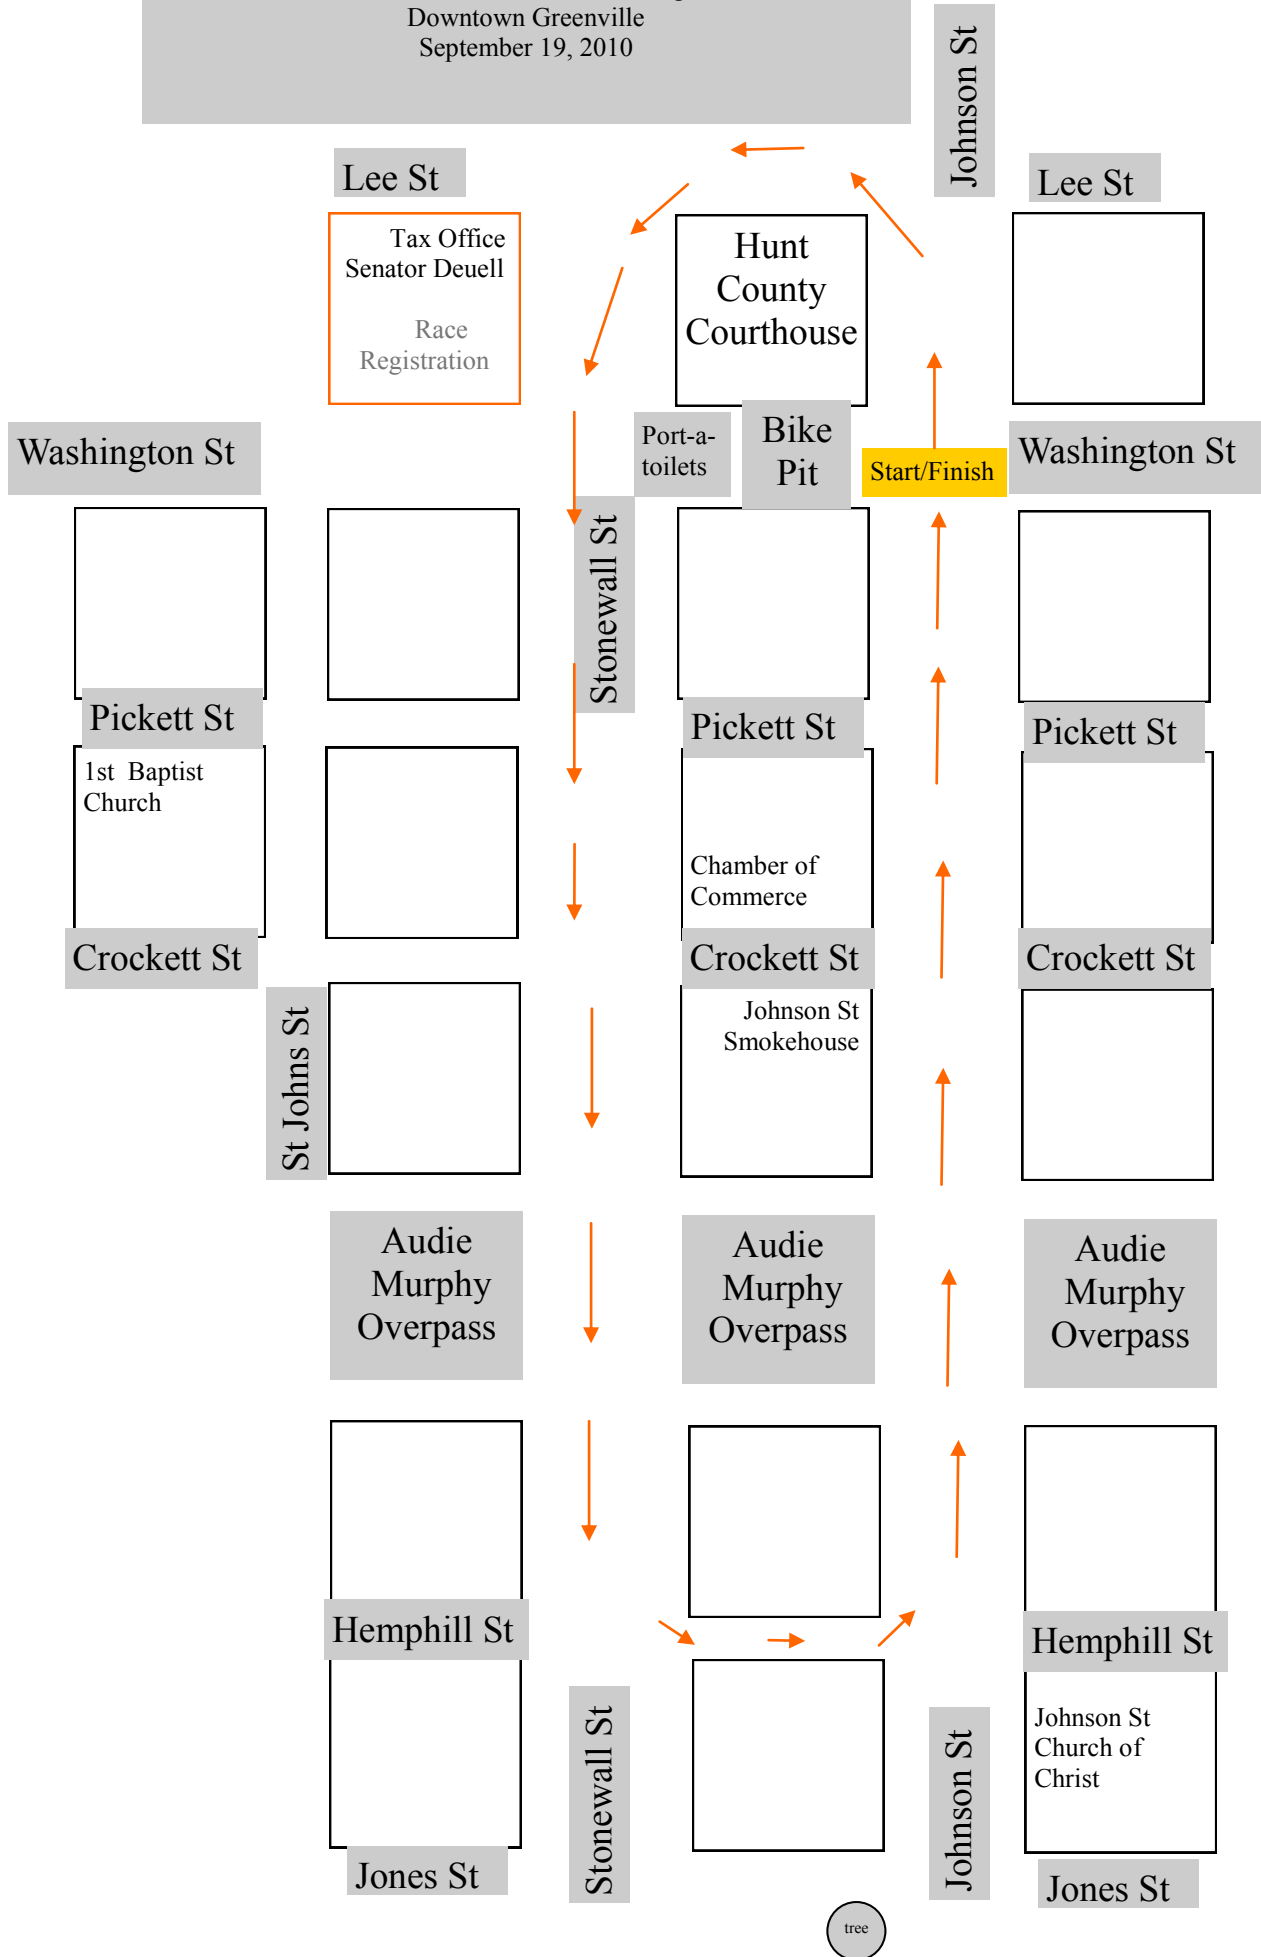 Downtown Greenville
September 19, 2010
Johnson St
Lee St
Lee St
Tax Office
Senator Deuell
Race
Registration
Hunt
County
Courthouse
Washington St
Port-a-
toilets
Bike
Pit
Start/Finish
Washington St
Stonewall St
Pickett St
Pickett St
Pickett St
1st Baptist
Church
Chamber of
Commerce
Crockett St
Crockett St
Crockett St
St Johns St
Johnson St
Smokehouse
Audie
Murphy
Overpass
Audie
Murphy
Overpass
Audie
Murphy
Overpass
Hemphill St
Hemphill St
Stonewall St
Johnson St
Johnson St
Church of
Christ
Jones St
Jones St
tree